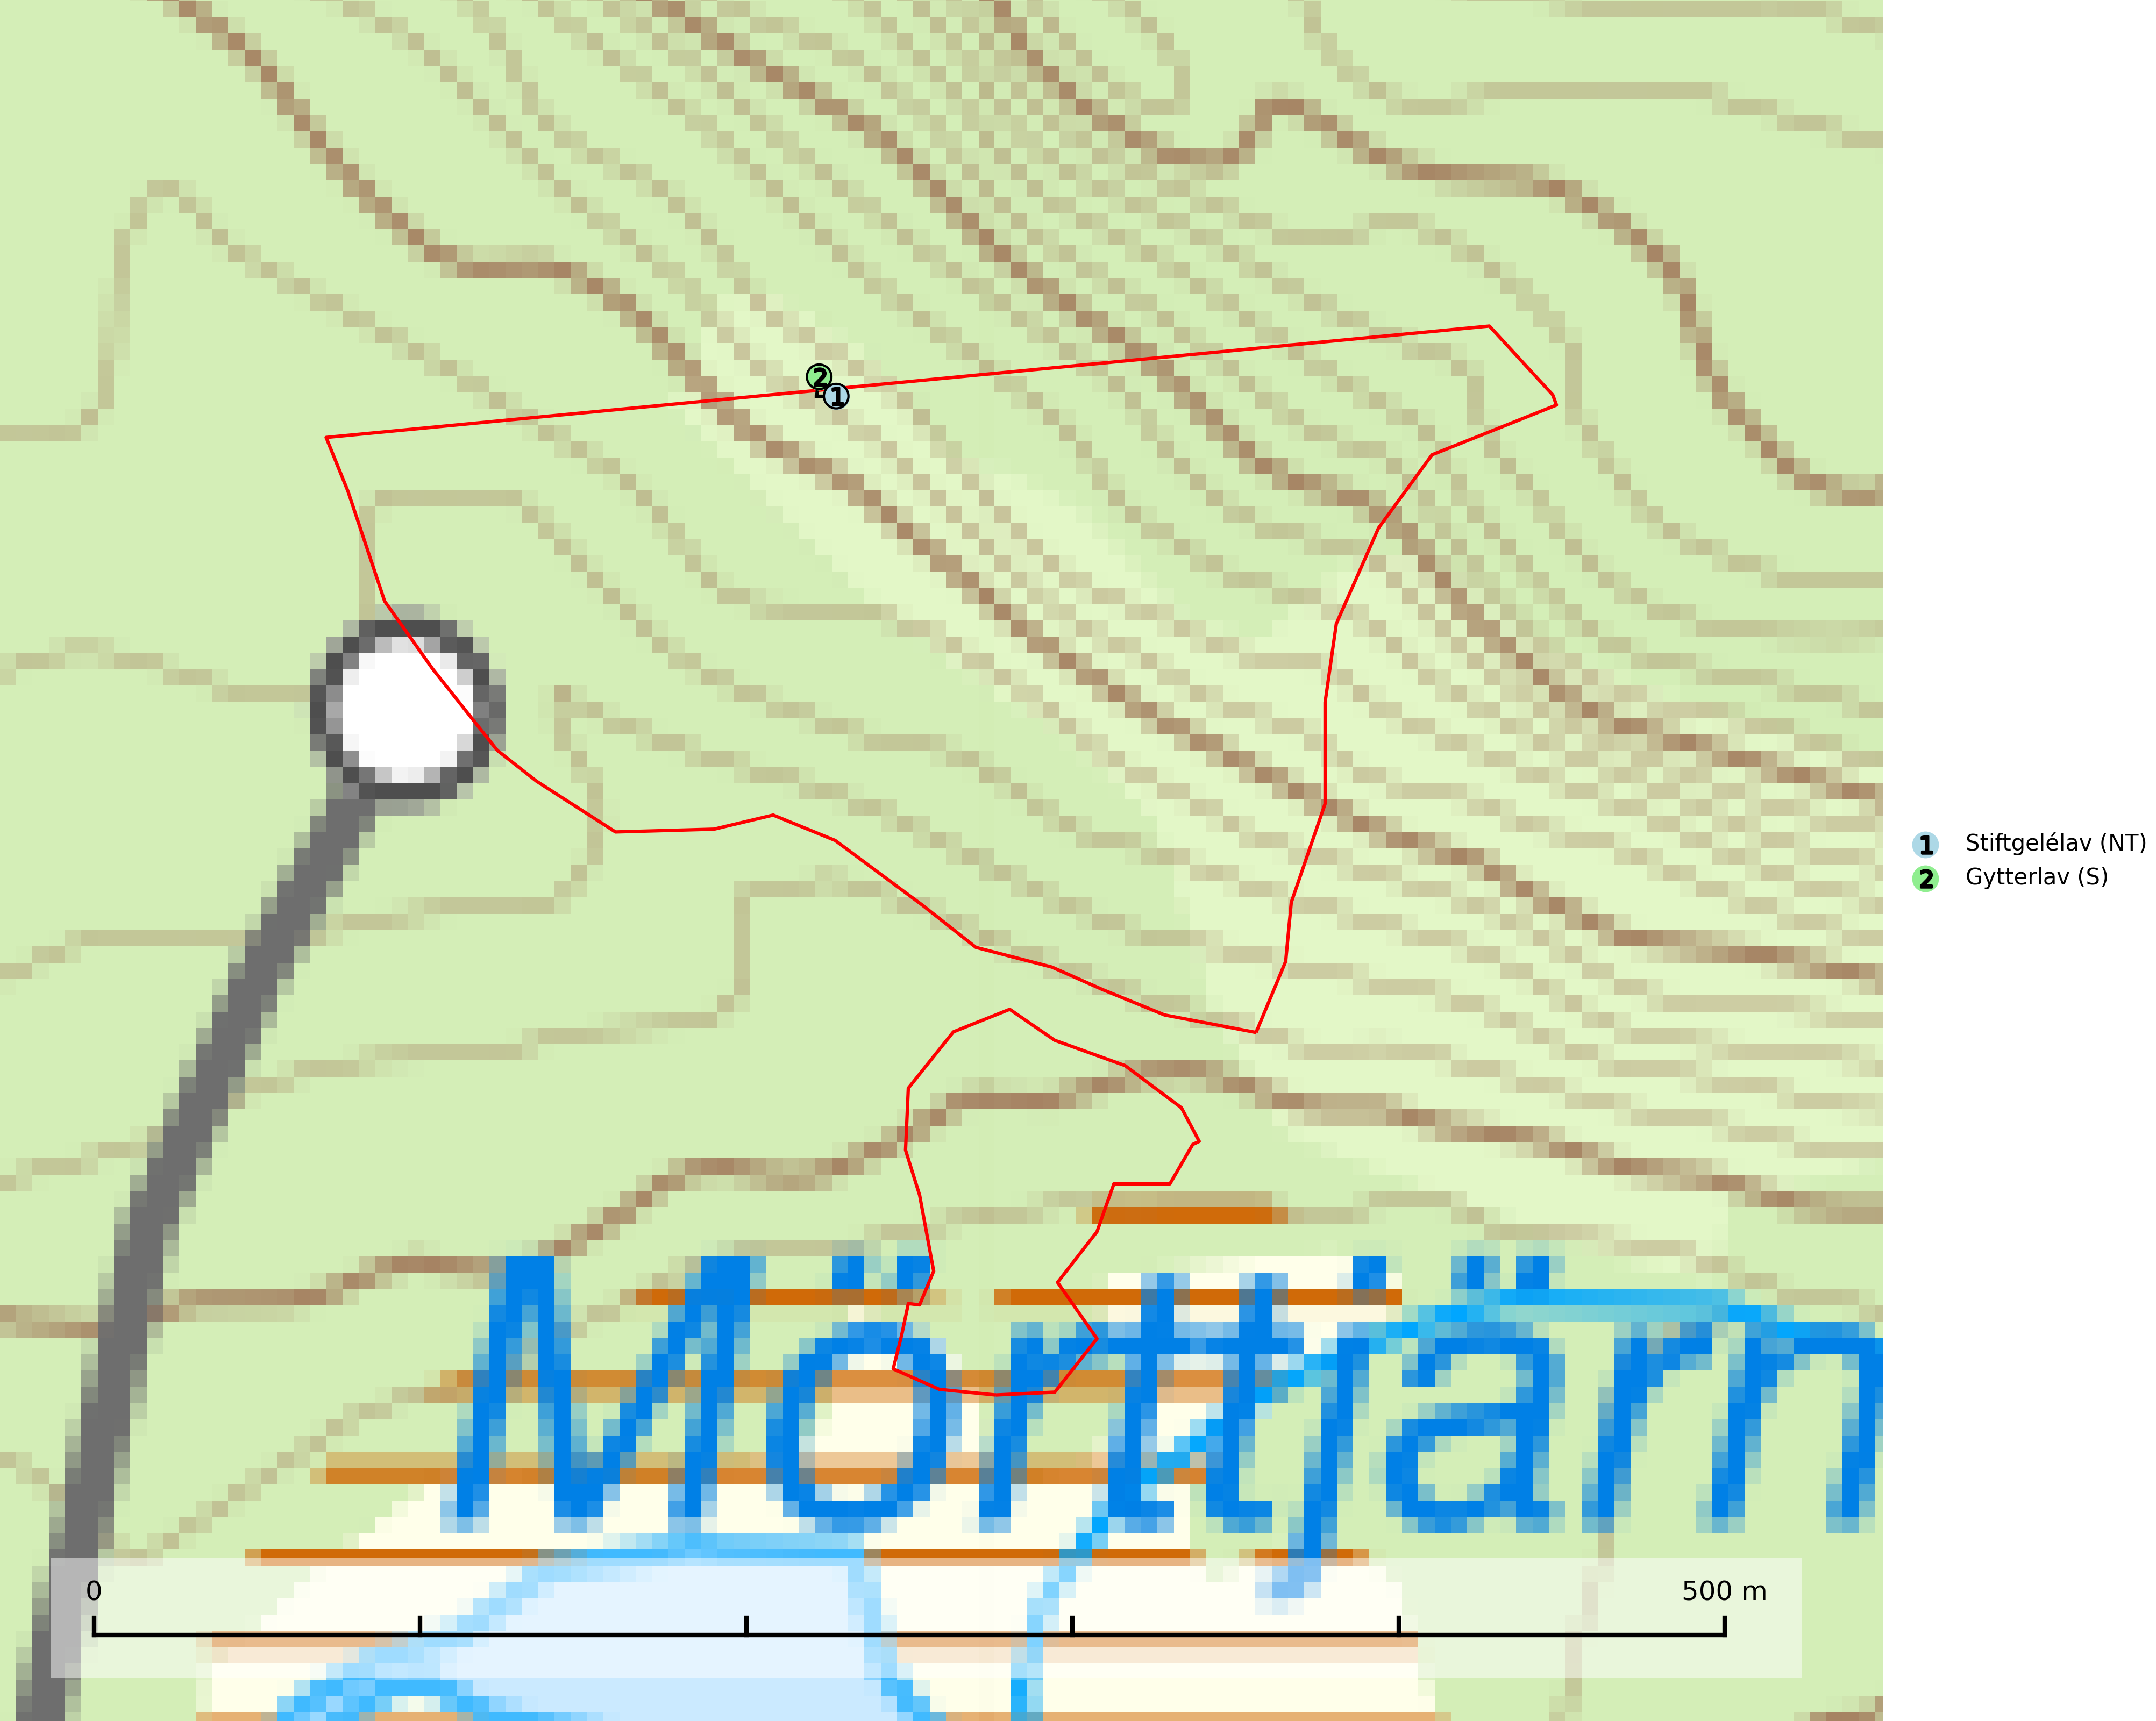 2
1
1 Stiftgelélav (NT)
2 Gytterlav (S)
Mörttjärn
0 500 m